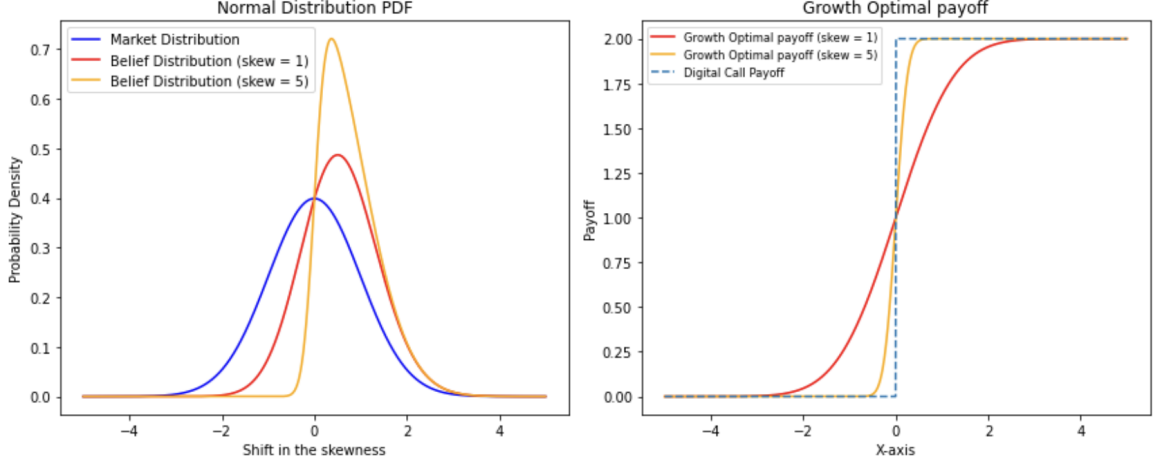 Normal Distribution PDF
Market Distribution
Belief Distribution (skew = 1)
Belief Distribution (skew = 5)
Probability Density
0.7
0.6
0.5
0.4
0.3
0.2
0.1
0.0
−4 −2 0 2 4
Shift in the skewness
Growth Optimal payoff
Growth Optimal payoff (skew = 1)
Growth Optimal payoff (skew = 5)
Digital Call Payoff
Payoff
2.00
1.75
1.50
1.25
1.00
0.75
0.50
0.25
0.00
−4 −2 0 2 4
X-axis